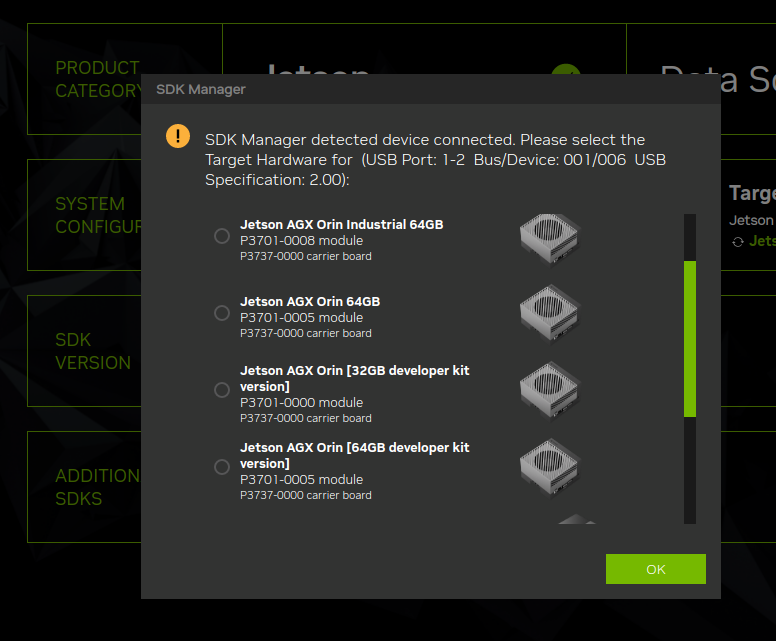 PRODUCT
CATEGORY
Jetson
Data Sc
SDK Manager
SDK Manager detected device connected. Please select the
Target Hardware for (USB Port: 1-2 Bus/Device: 001/006 USB
Specification: 2.00):
SYSTEM
CONFIGUR
Jetson AGX Orin Industrial 64GB
P3701-0008 module
P3737-0000 carrier board
Jetson AGX Orin 64GB
P3701-0005 module
P3737-0000 carrier board
Jetson AGX Orin [32GB developer kit
version]
P3701-0000 module
P3737-0000 carrier board
Jetson AGX Orin [64GB developer kit
version]
P3701-0005 module
P3737-0000 carrier board
Targe
Jetson
Jets
SDK
VERSION
ADDITION
SDKS
OK